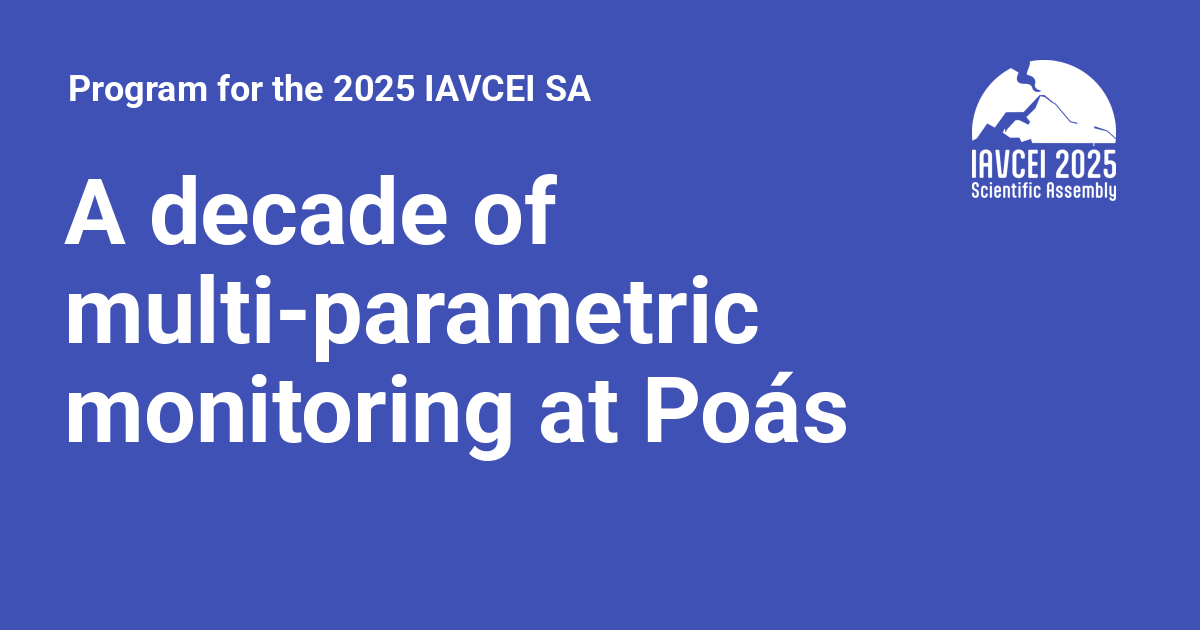 Program for the 2025 IAVCEI SA
A decade of
multi-parametric
monitoring at Poás
IAVCEI 2025
Scientific Assembly